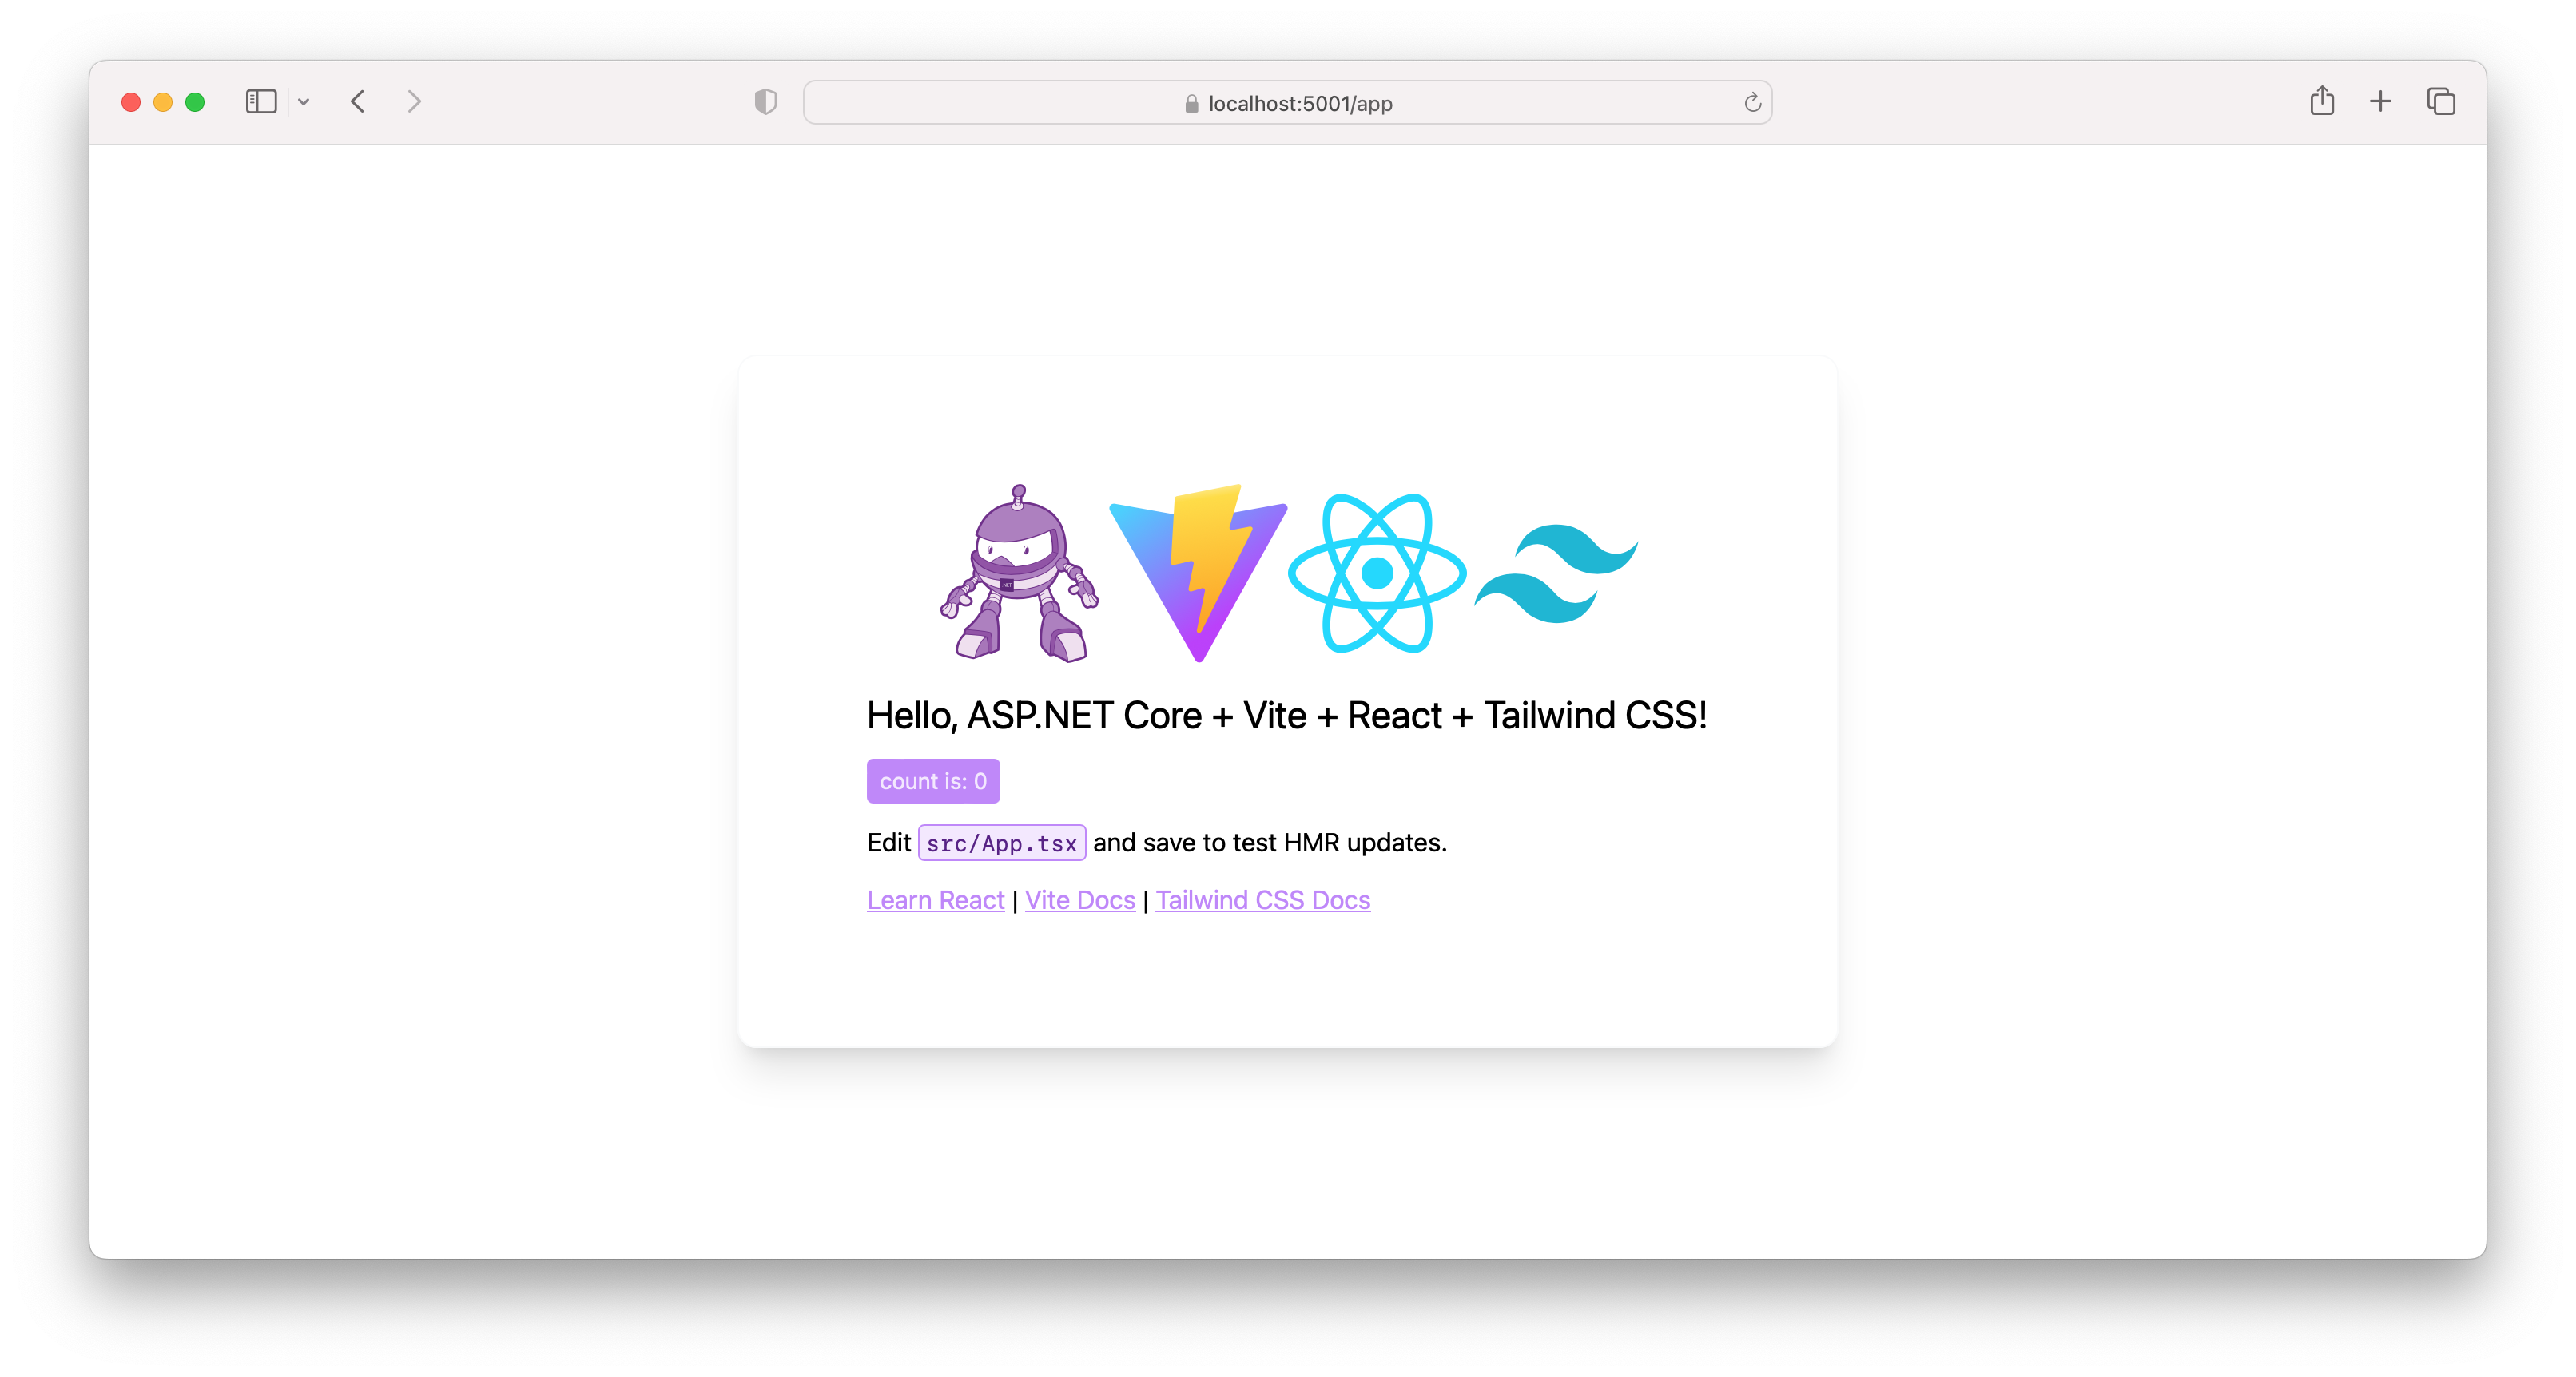 localhost:5001/app
.NET
Hello, ASP.NET Core + Vite + React + Tailwind CSS!
count is: 0
Edit src/App.tsx and save to test HMR updates.
Learn React | Vite Docs | Tailwind CSS Docs